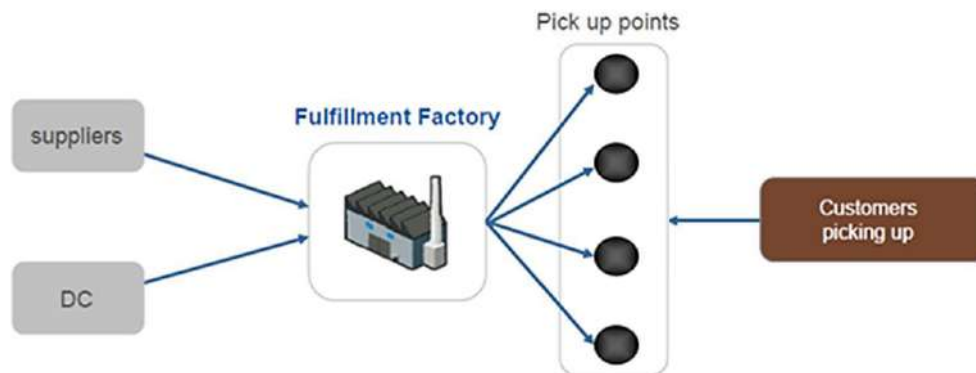 Pick up points
Fulfillment Factory
suppliers
DC
Customers
picking up